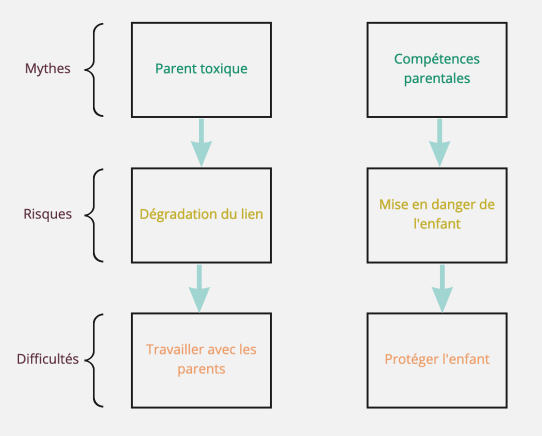 Mythes
Parent toxique
Compétences
parentales
Risques
Dégradation du lien
Mise en danger de
l'enfant
Difficultés
Travailler avec les
parents
Protéger l'enfant